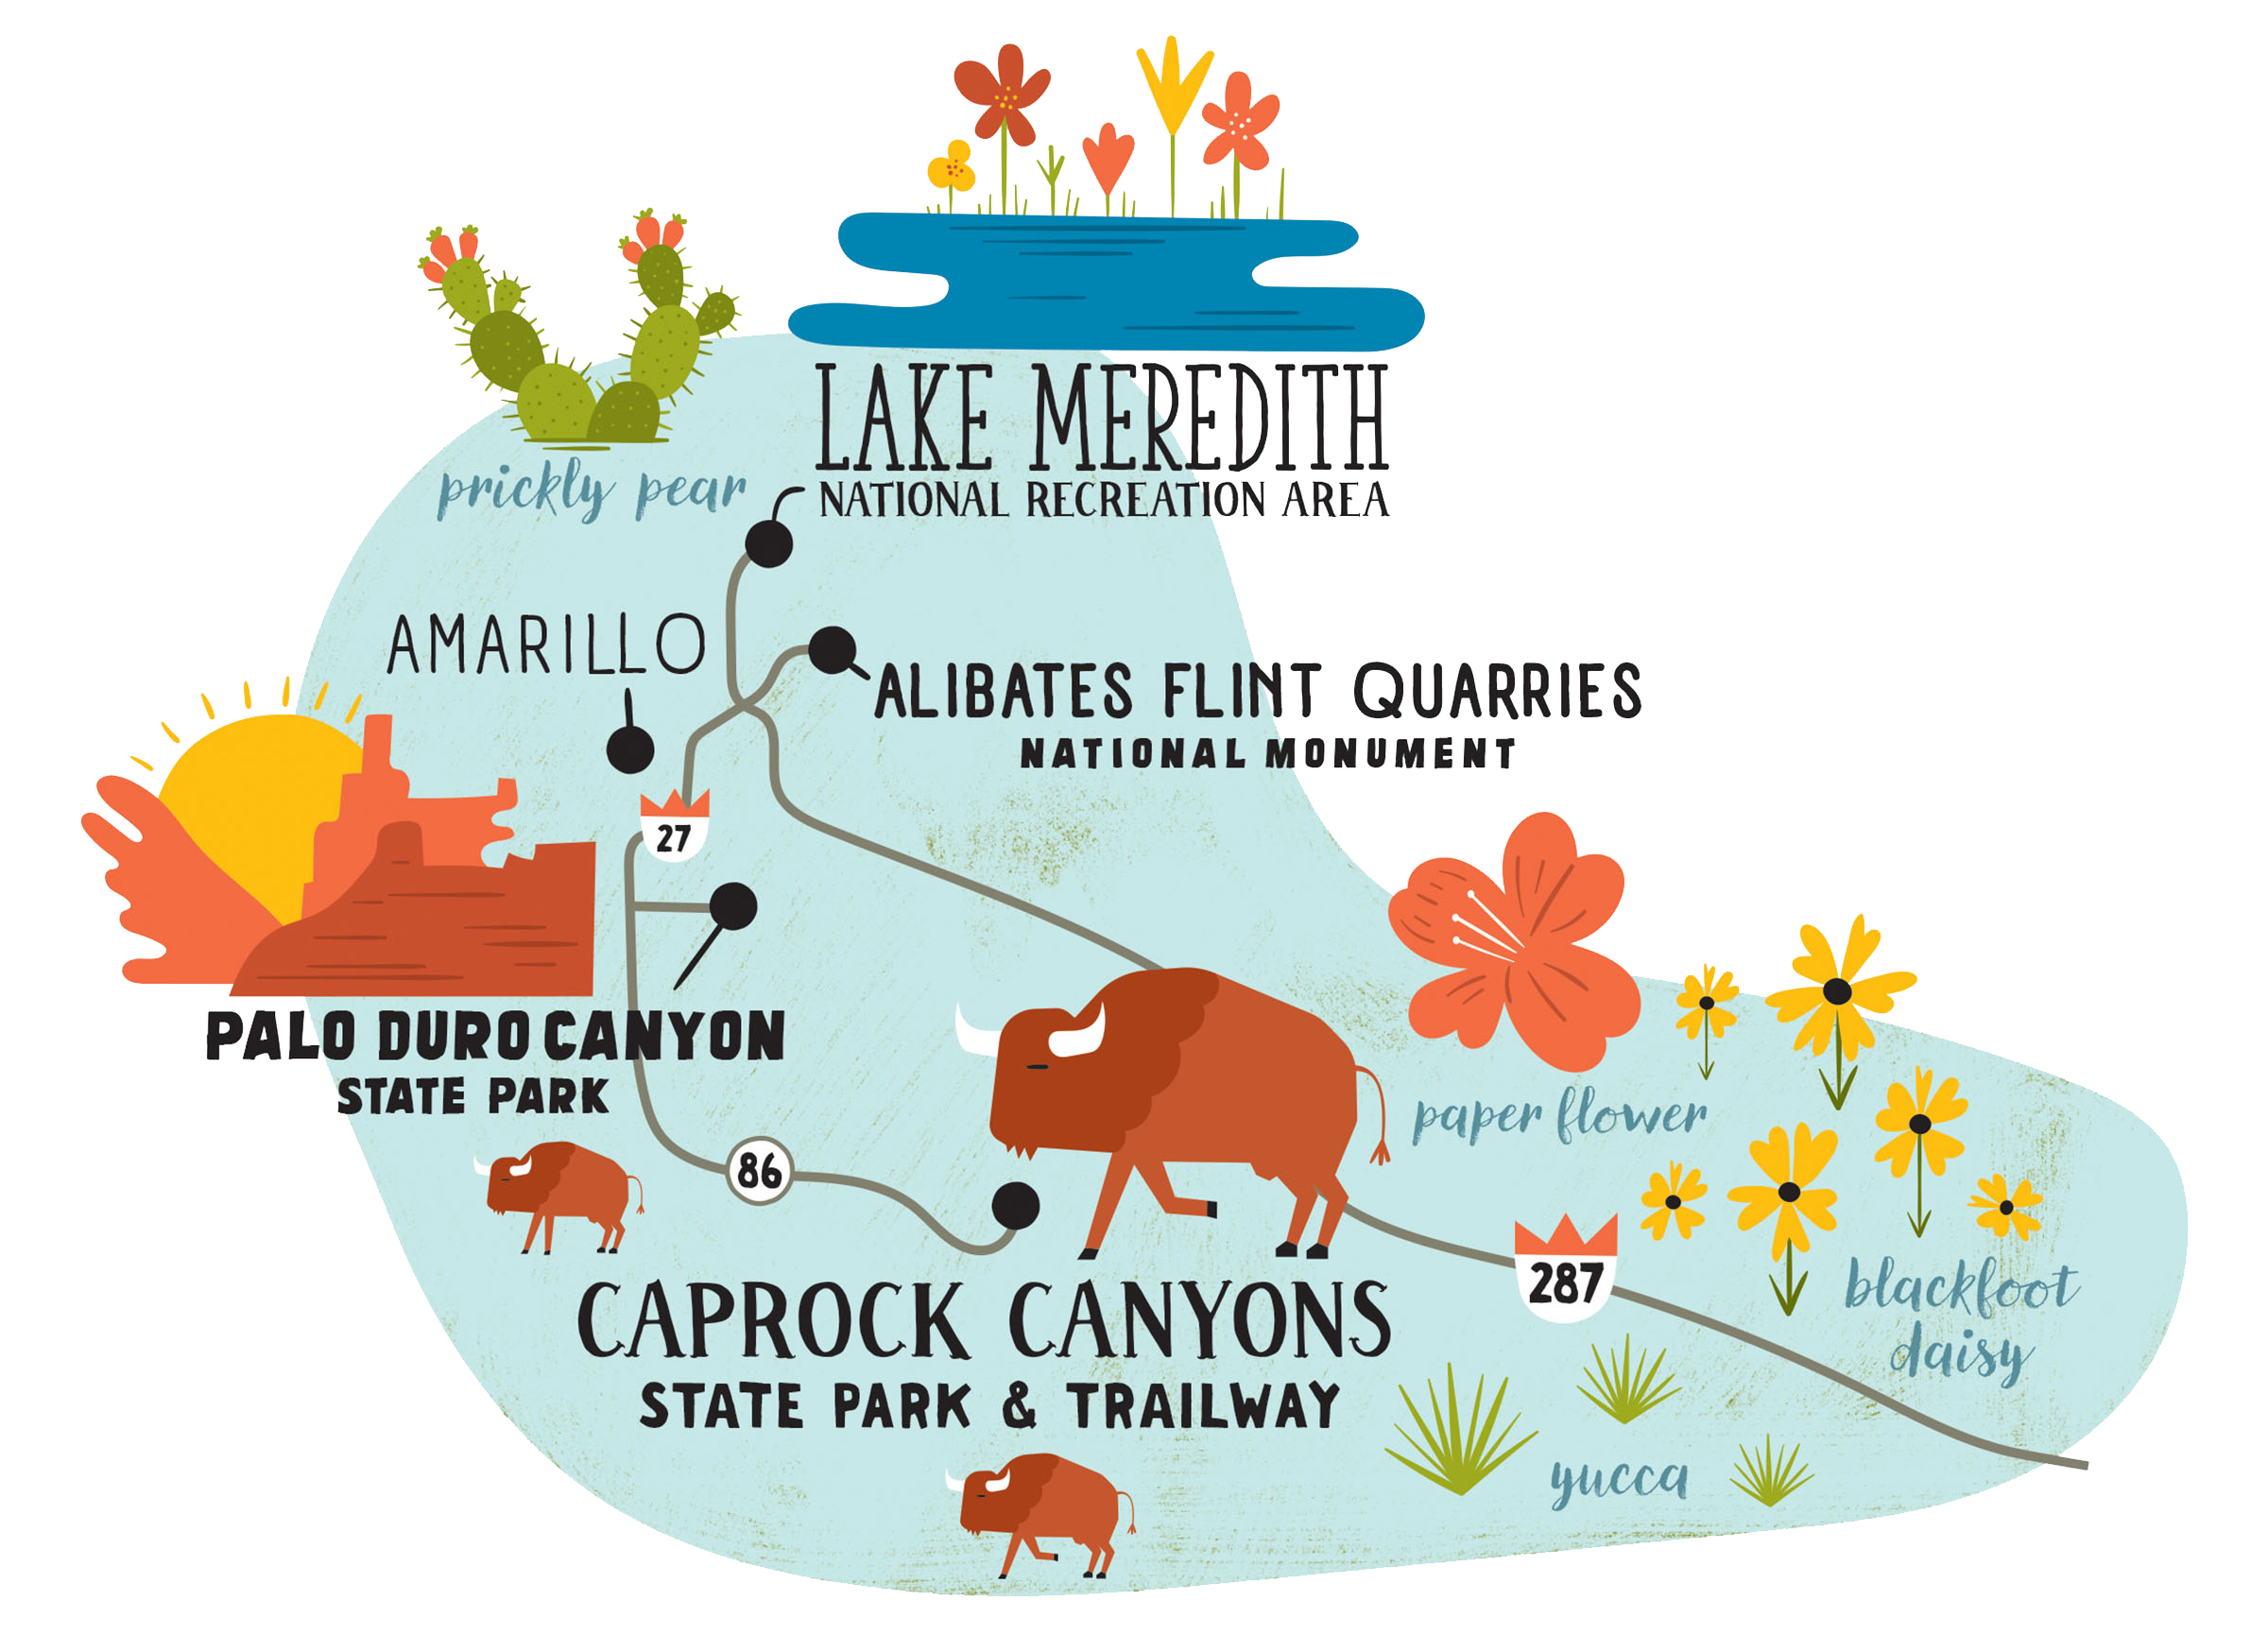 LAKE MEREDITH
NATIONAL RECREATION AREA
prickly pear
AMARILLO
ALIBATES FLINT QUARRIES
NATIONAL MONUMENT
27
PALO DURO CANYON
STATE PARK
paper flower
86
287
blackfoot
daisy
CAPROCK CANYONS
STATE PARK & TRAILWAY
yucca